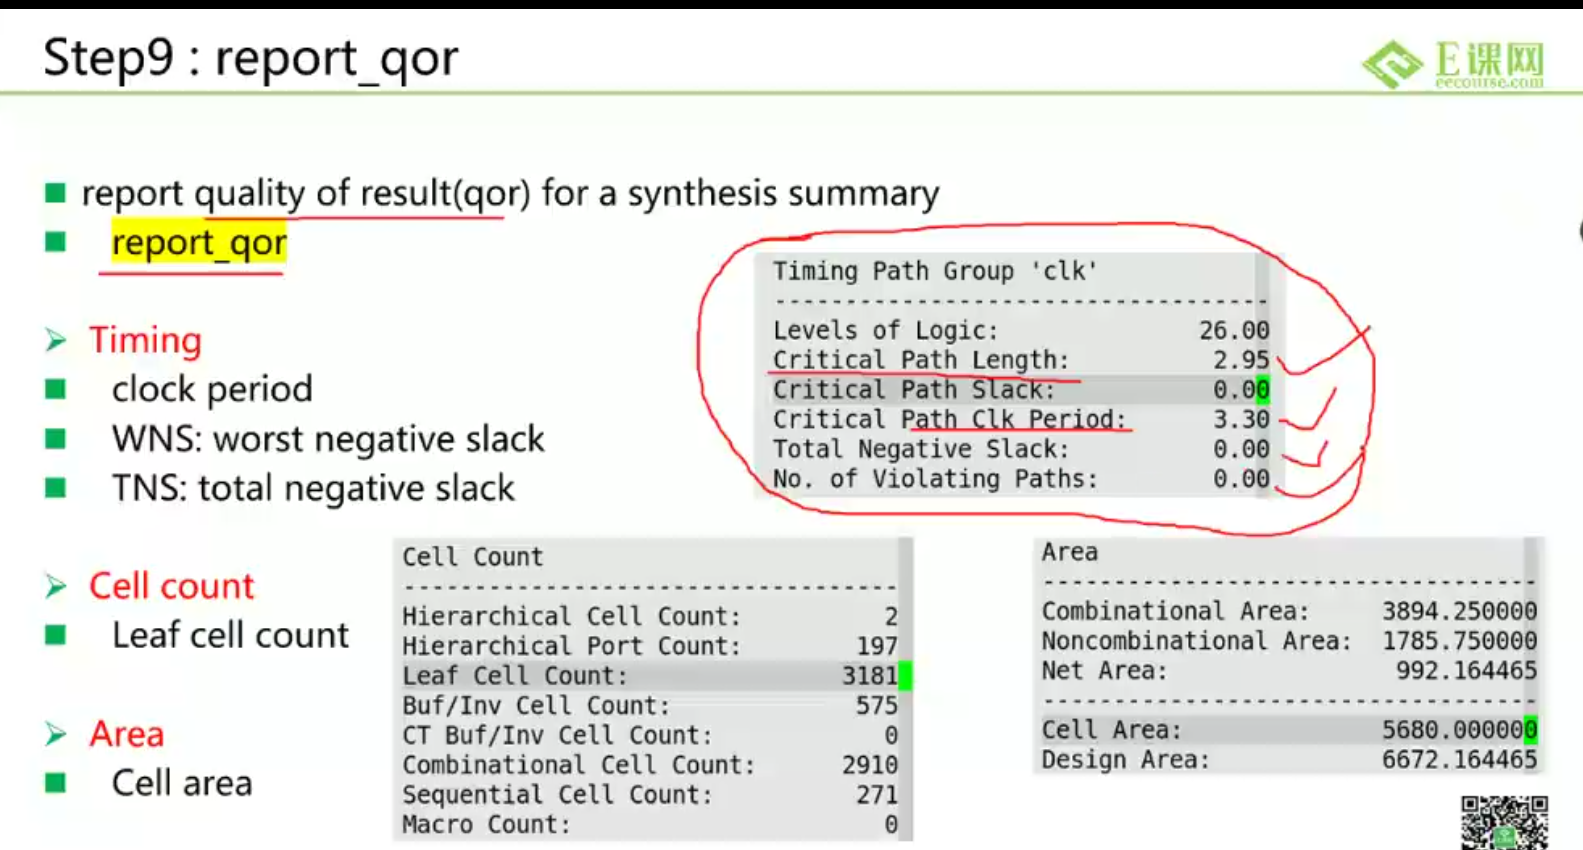 Step9 : report_qor
E课网
eecourse.com
report quality of result(qor) for a synthesis summary
report_qor
Timing
clock period
WNS: worst negative slack
TNS: total negative slack
Cell count
Leaf cell count
Area
Cell area
Timing Path Group 'clk'
-----------------------------------
Levels of Logic: 26.00
Critical Path Length: 2.95
Critical Path Slack: 0.00
Critical Path Clk Period: 3.30
Total Negative Slack: 0.00
No. of Violating Paths: 0.00
Cell Count
-----------------------------------
Hierarchical Cell Count: 2
Hierarchical Port Count: 197
Leaf Cell Count: 3181
Buf/Inv Cell Count: 575
CT Buf/Inv Cell Count: 0
Combinational Cell Count: 2910
Sequential Cell Count: 271
Macro Count: 0
Area
-----------------------------------
Combinational Area: 3894.250000
Noncombinational Area: 1785.750000
Net Area: 992.164465
-----------------------------------
Cell Area: 5680.000000
Design Area: 6672.164465